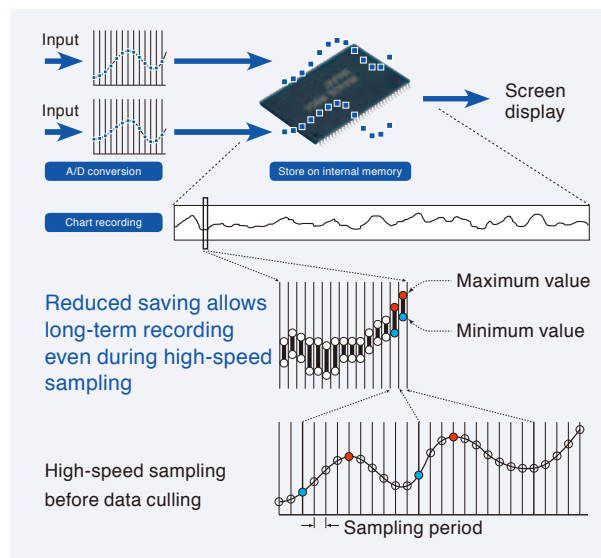 Input
Input
Screen
display
A/D conversion
Store on internal memory
Chart recording
Maximum value
Reduced saving allows
long-term recording
even during high-speed
sampling
Minimum value
High-speed sampling
before data culling
Sampling period